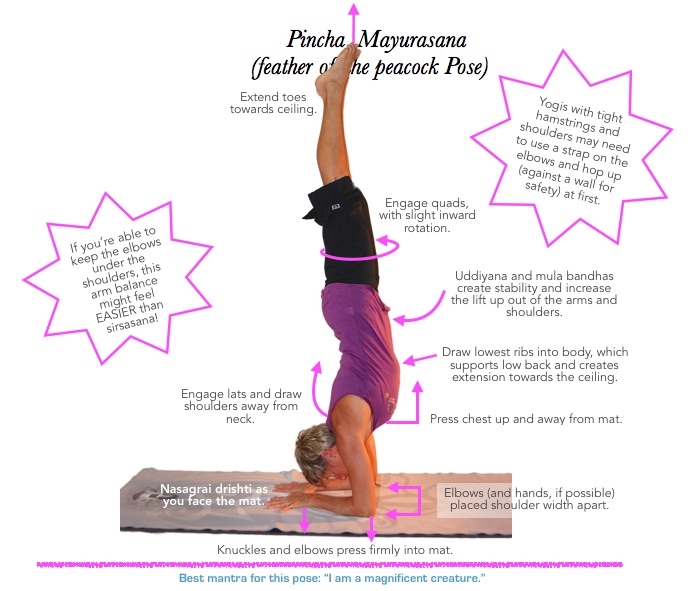 Pincha Mayurasana
(feather of the peacock Pose)
Extend toes
towards ceiling.
Yogis with tight
hamstrings and
shoulders may need
to use a strap on the
elbows and hop up
(against a wall for
safety) at first.
Engage quads,
with slight inward
rotation.
If you're able to
keep the elbows
under the
shoulders, this
arm balance
might feel
EASIER than
sirsasana!
Uddiyana and mula bandhas
create stability and increase
the lift up out of the arms and
shoulders.
Draw lowest ribs into body, which
supports low back and creates
extension towards the ceiling.
Engage lats and draw
shoulders away from
neck.
Press chest up and away from mat.
Nasagrai drishti as
you face the mat.
Elbows (and hands, if possible)
placed shoulder width apart.
Knuckles and elbows press firmly into mat.
Best mantra for this pose: "I am a magnificent creature."